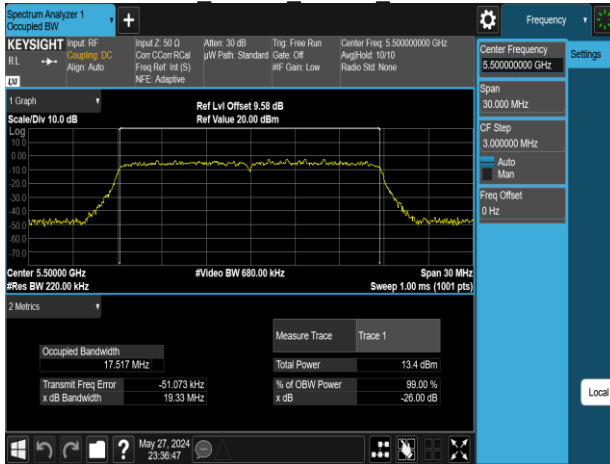 Spectrum Analyzer 1
Occupied BW
+
Frequency
KEYSIGHT
Input: RF
Input Z: 50 Ω
Atten: 30 dB
Trig: Free Run
Center Freq: 5.500000000 GHz
RL
Coupling: DC
Corr CCorr RCal
µW Path: Standard
Gate: Off
Avg|Hold: 10/10
Align: Auto
Freq Ref: Int (S)
#IF Gain: Low
Radio Std: None
LXI
NFE: Adaptive
Center Frequency
5.500000000 GHz
Settings
Span
30.000 MHz
CF Step
3.000000 MHz
Auto
Man
Freq Offset
0 Hz
1 Graph
Ref Lvl Offset 9.58 dB
Scale/Div 10.0 dB
Ref Value 20.00 dBm
Log
10.0
0.00
-10.0
-20.0
-30.0
-40.0
-50.0
-60.0
-70.0
Center 5.50000 GHz
#Video BW 680.00 kHz
Span 30 MHz
#Res BW 220.00 kHz
Sweep 1.00 ms (1001 pts)
2 Metrics
Measure Trace
Trace 1
Occupied Bandwidth
17.517 MHz
Total Power
13.4 dBm
Transmit Freq Error
-51.073 kHz
% of OBW Power
99.00 %
x dB Bandwidth
19.33 MHz
x dB
-26.00 dB
Local
?
May 27, 2024
23:36:47